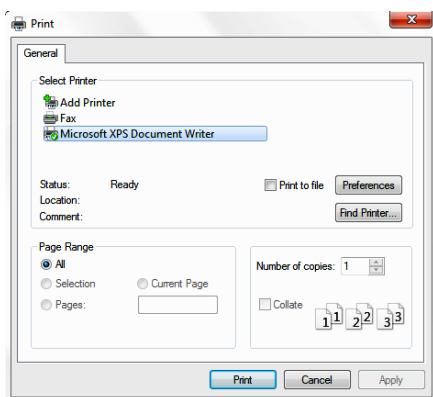 Print
General
Select Printer
Add Printer
Fax
Microsoft XPS Document Writer
Status: Ready
Print to file
Preferences
Location:
Comment:
Find Printer...
Page Range
All
Selection
Current Page
Pages:
Number of copies: 1
Collate
1 1 2 2 3 3
Print
Cancel
Apply